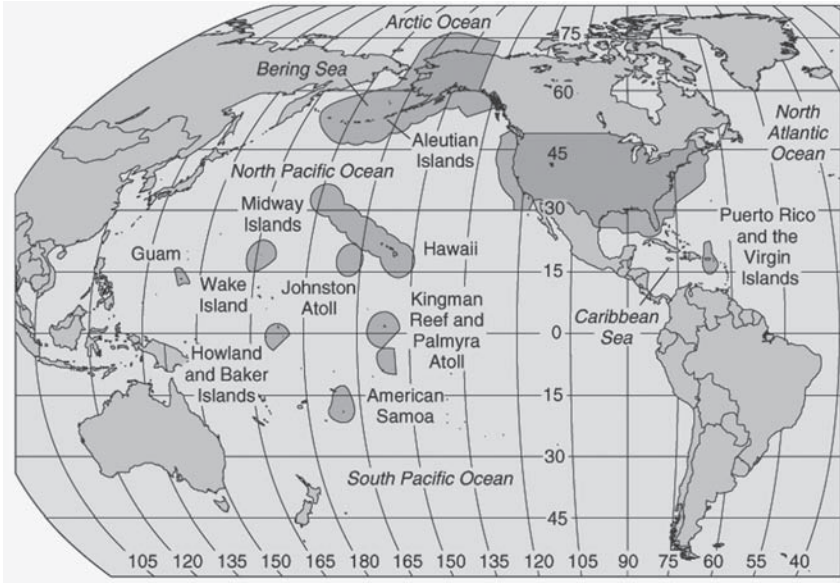 Arctic Ocean
75
Bering Sea
60
North
Atlantic
Ocean
Aleutian
Islands
45
North Pacific Ocean
Midway
Islands
30
Puerto Rico
and the
Virgin
Islands
Guam
Hawaii
Wake
Island
Johnston
Atoll
15
Kingman
Reef and
Palmyra
Atoll
Caribbean
Sea
0
Howland
and Baker
Islands
American
Samoa
15
South Pacific Ocean
30
45
105 120 135 150 165 180 165 150 135 120 105 90 75 60 55 40